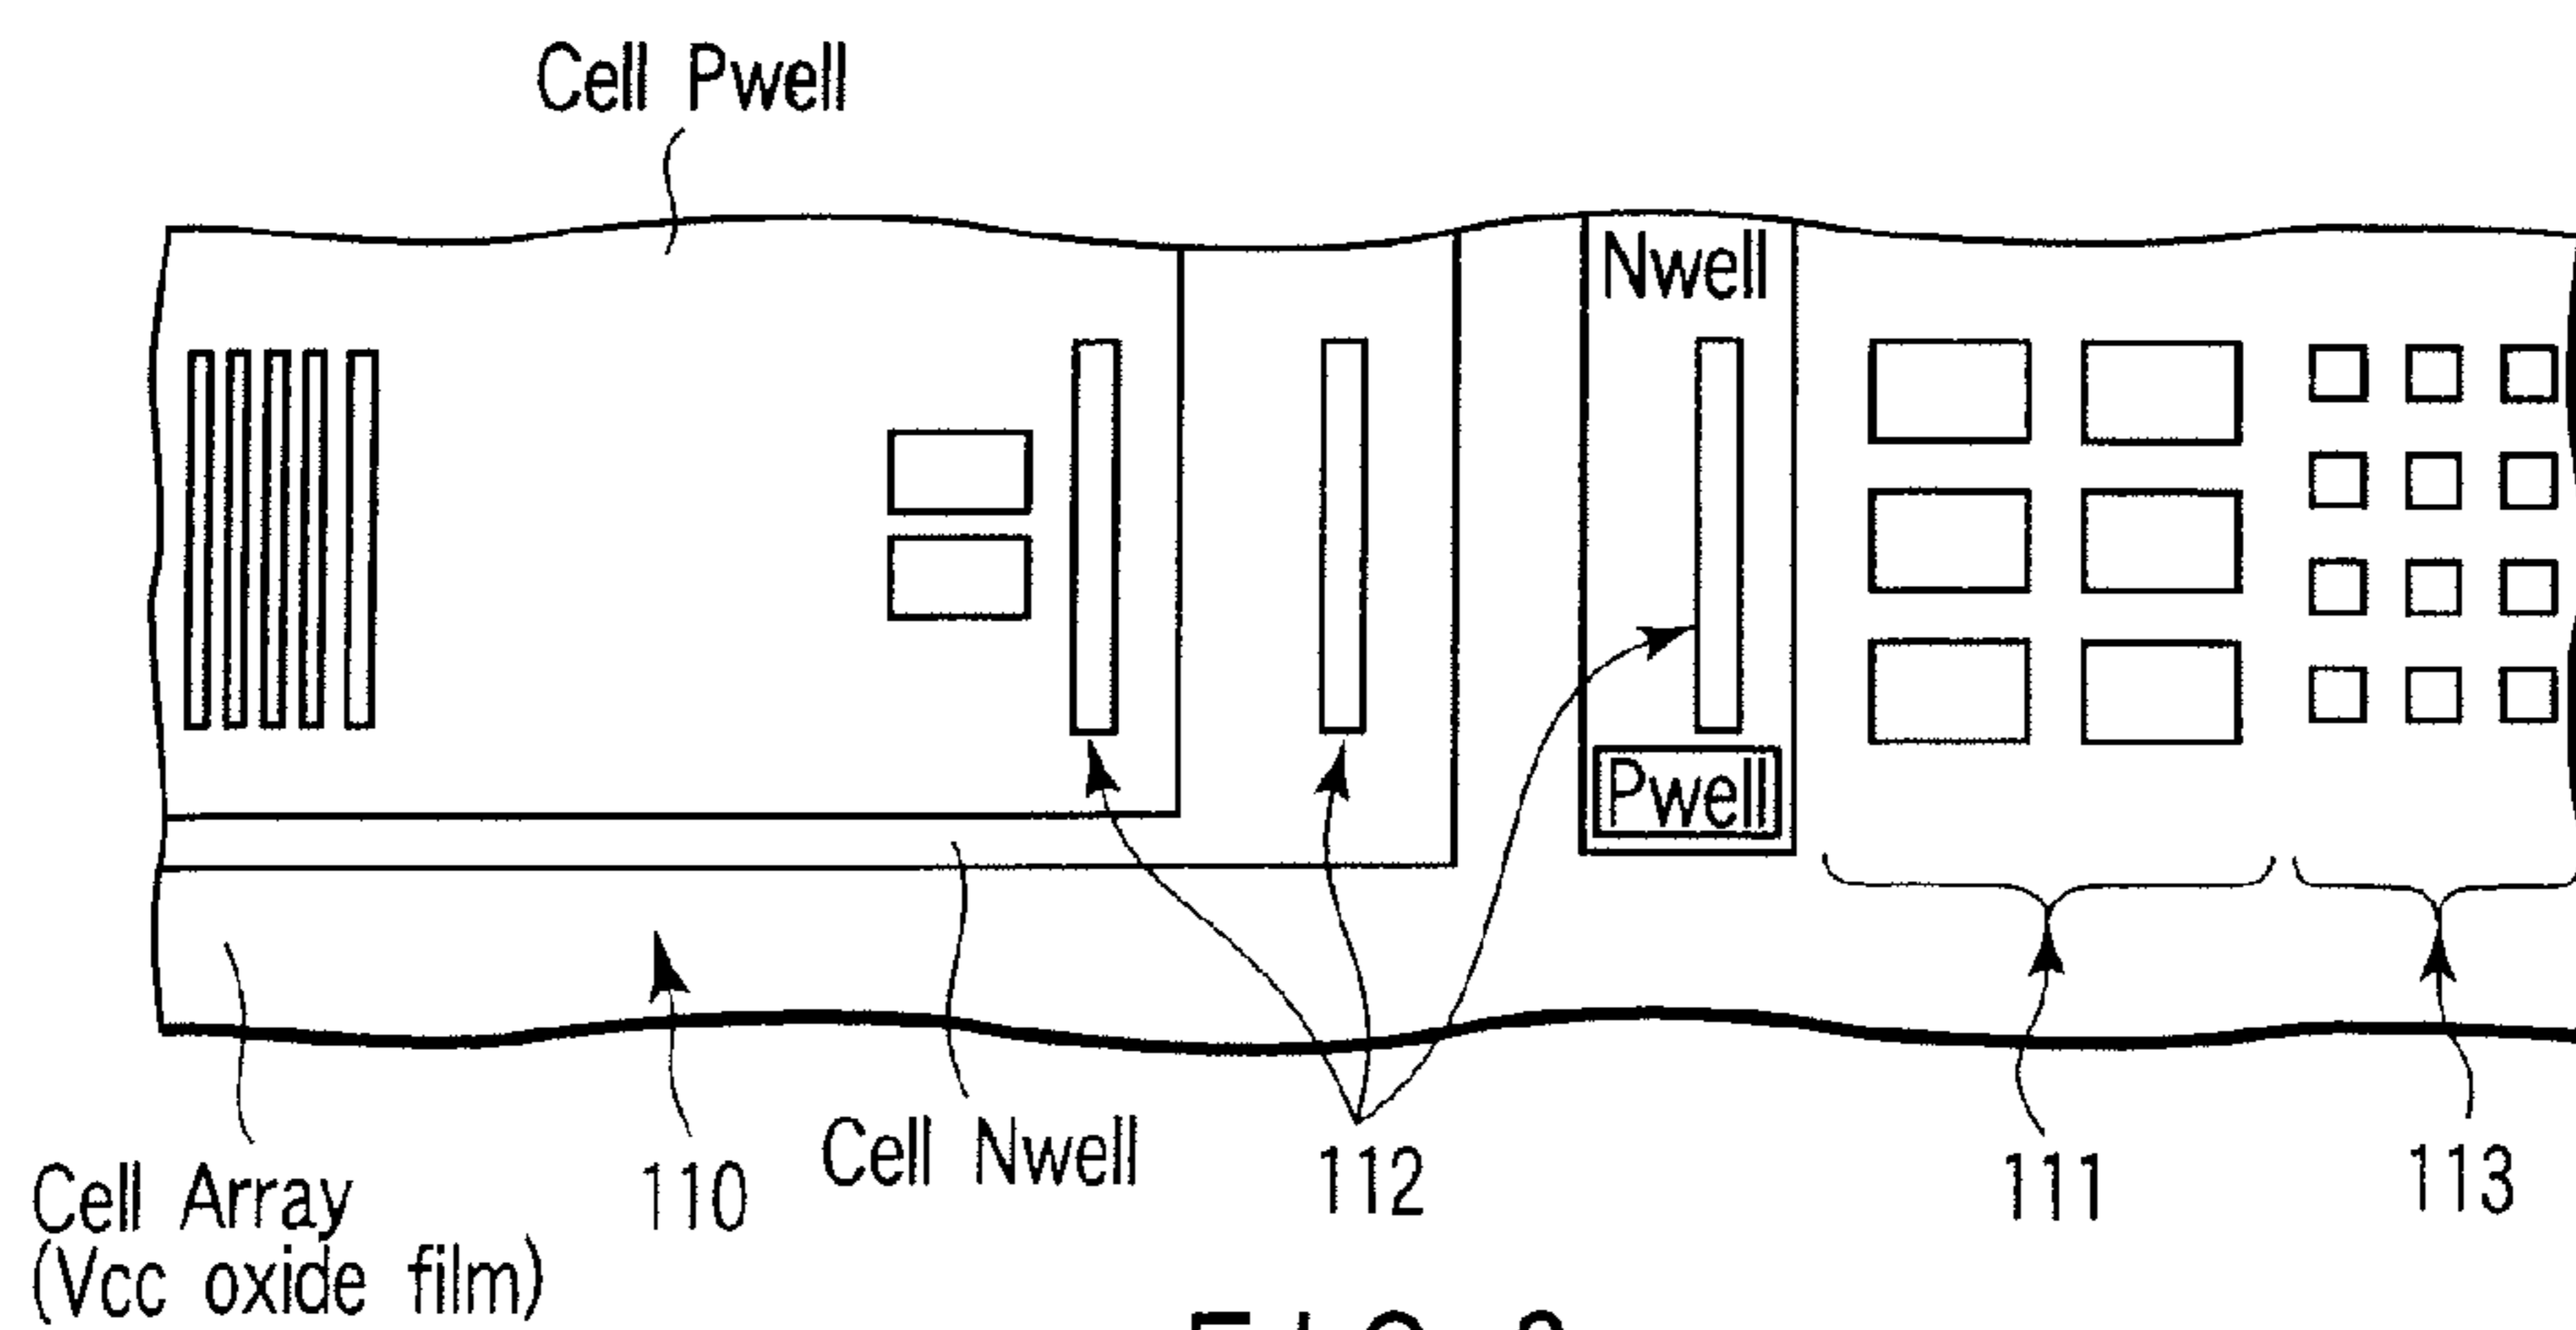 Cell Pwell
Nwell
Pwell
Cell Nwell
112
111
113
110
Cell Array
(Vcc oxide film)